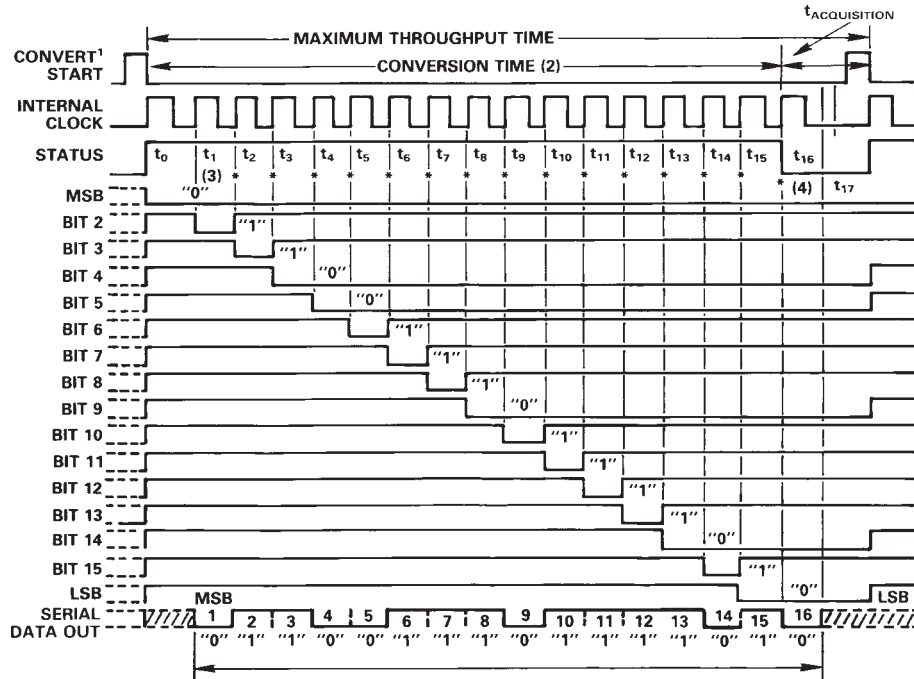 t_ACQUISITION
MAXIMUM THROUGHPUT TIME
CONVERT¹ START
CONVERSION TIME (2)
INTERNAL CLOCK
STATUS t0 t1 t2 t3 t4 t5 t6 t7 t8 t9 t10 t11 t12 t13 t14 t15 t16
(3) * * * * * * * * * * * * * * * (4) t17
MSB "0"
BIT 2 "1"
BIT 3 "1"
BIT 4 "0"
BIT 5 "0"
BIT 6 "1"
BIT 7 "1"
BIT 8 "1"
BIT 9 "0"
BIT 10 "1"
BIT 11 "1"
BIT 12 "1"
BIT 13 "1"
BIT 14 "0"
BIT 15 "1"
LSB "0" LSB
MSB
SERIAL DATA OUT 1 2 3 4 5 6 7 8 9 10 11 12 13 14 15 16
"0" "1" "1" "0" "0" "1" "1" "1" "0" "1" "1" "1" "1" "0" "1" "0"